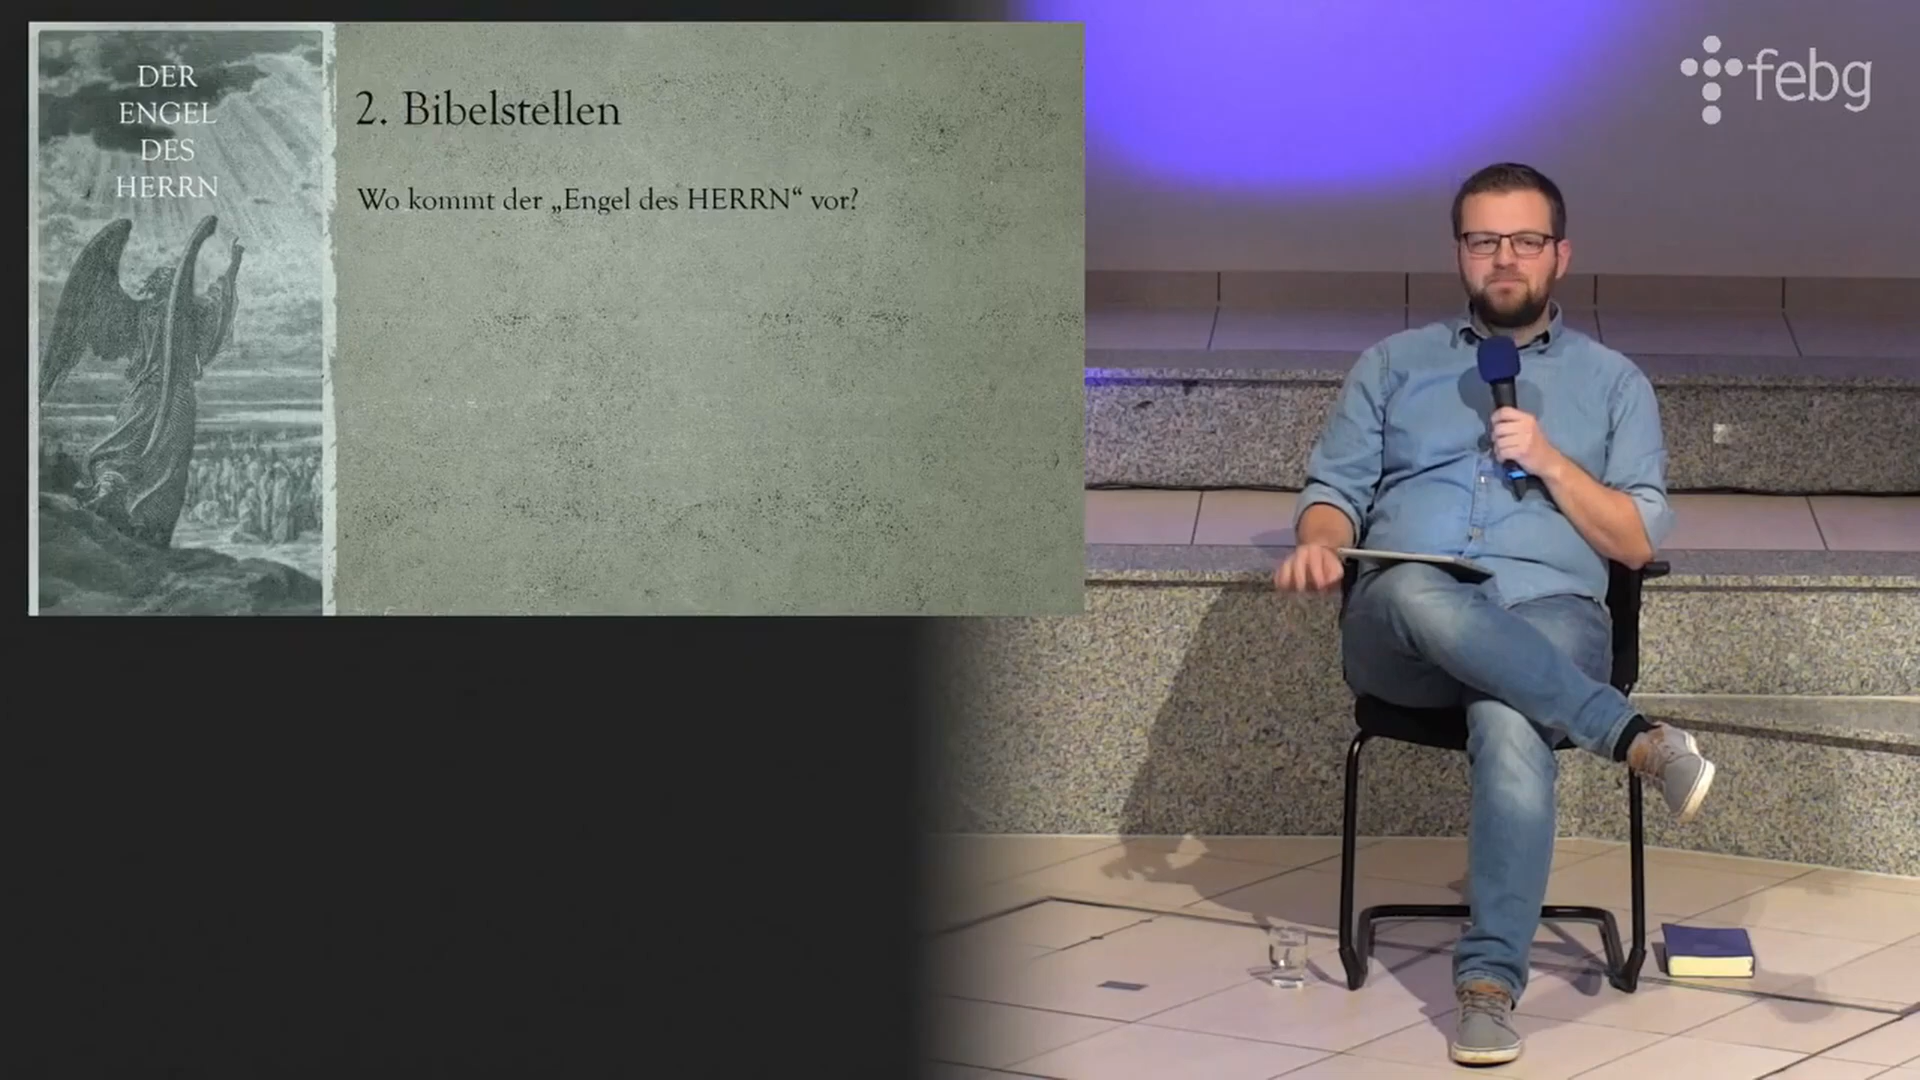 DER
ENGEL
DES
HERRN
2. Bibelstellen
Wo kommt der „Engel des HERRN“ vor?
febg